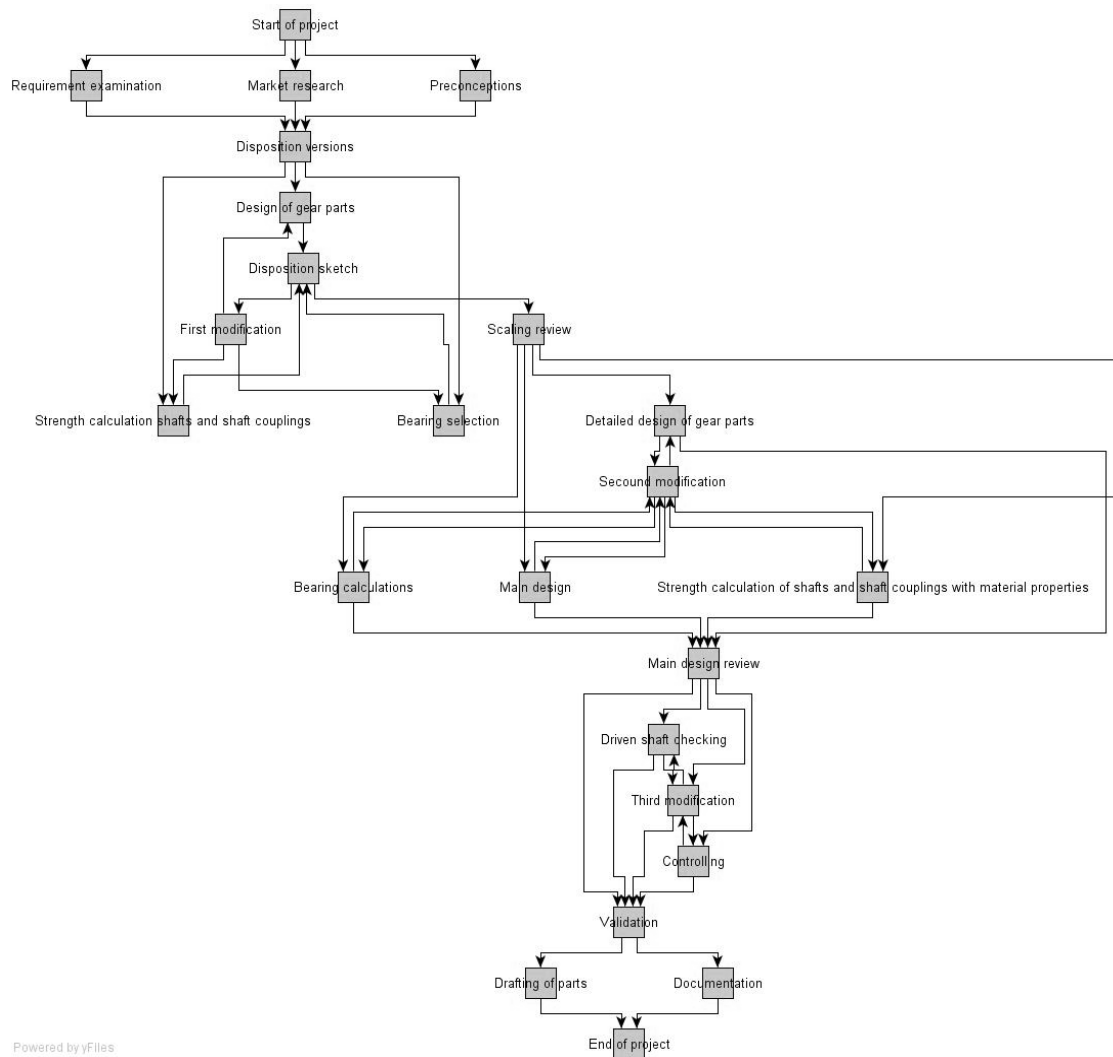 Start of project
Requirement examination
Market research
Preconceptions
Disposition versions
Design of gear parts
Disposition sketch
First modification
Scaling review
Strength calculation shafts and shaft couplings
Bearing selection
Detailed design of gear parts
Secound modification
Bearing calculations
Main design
Strength calculation of shafts and shaft couplings with material properties
Main design review
Driven shaft checking
Third modification
Controlling
Validation
Drafting of parts
Documentation
End of project
Powered by yFiles